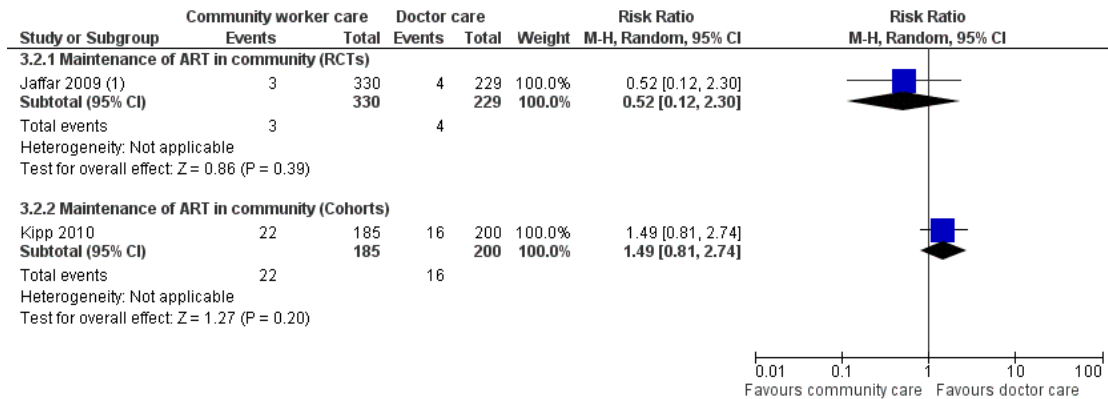 Community worker care Doctor care Risk Ratio Risk Ratio
Study or Subgroup Events Total Events Total Weight M-H, Random, 95% CI M-H, Random, 95% CI
3.2.1 Maintenance of ART in community (RCTs)
Jaffar 2009 (1) 3 330 4 229 100.0% 0.52 [0.12, 2.30]
Subtotal (95% CI) 330 229 100.0% 0.52 [0.12, 2.30]
Total events 3 4
Heterogeneity: Not applicable
Test for overall effect: Z = 0.86 (P = 0.39)
3.2.2 Maintenance of ART in community (Cohorts)
Kipp 2010 22 185 16 200 100.0% 1.49 [0.81, 2.74]
Subtotal (95% CI) 185 200 100.0% 1.49 [0.81, 2.74]
Total events 22 16
Heterogeneity: Not applicable
Test for overall effect: Z = 1.27 (P = 0.20)
0.01 0.1 1 10 100
Favours community care Favours doctor care